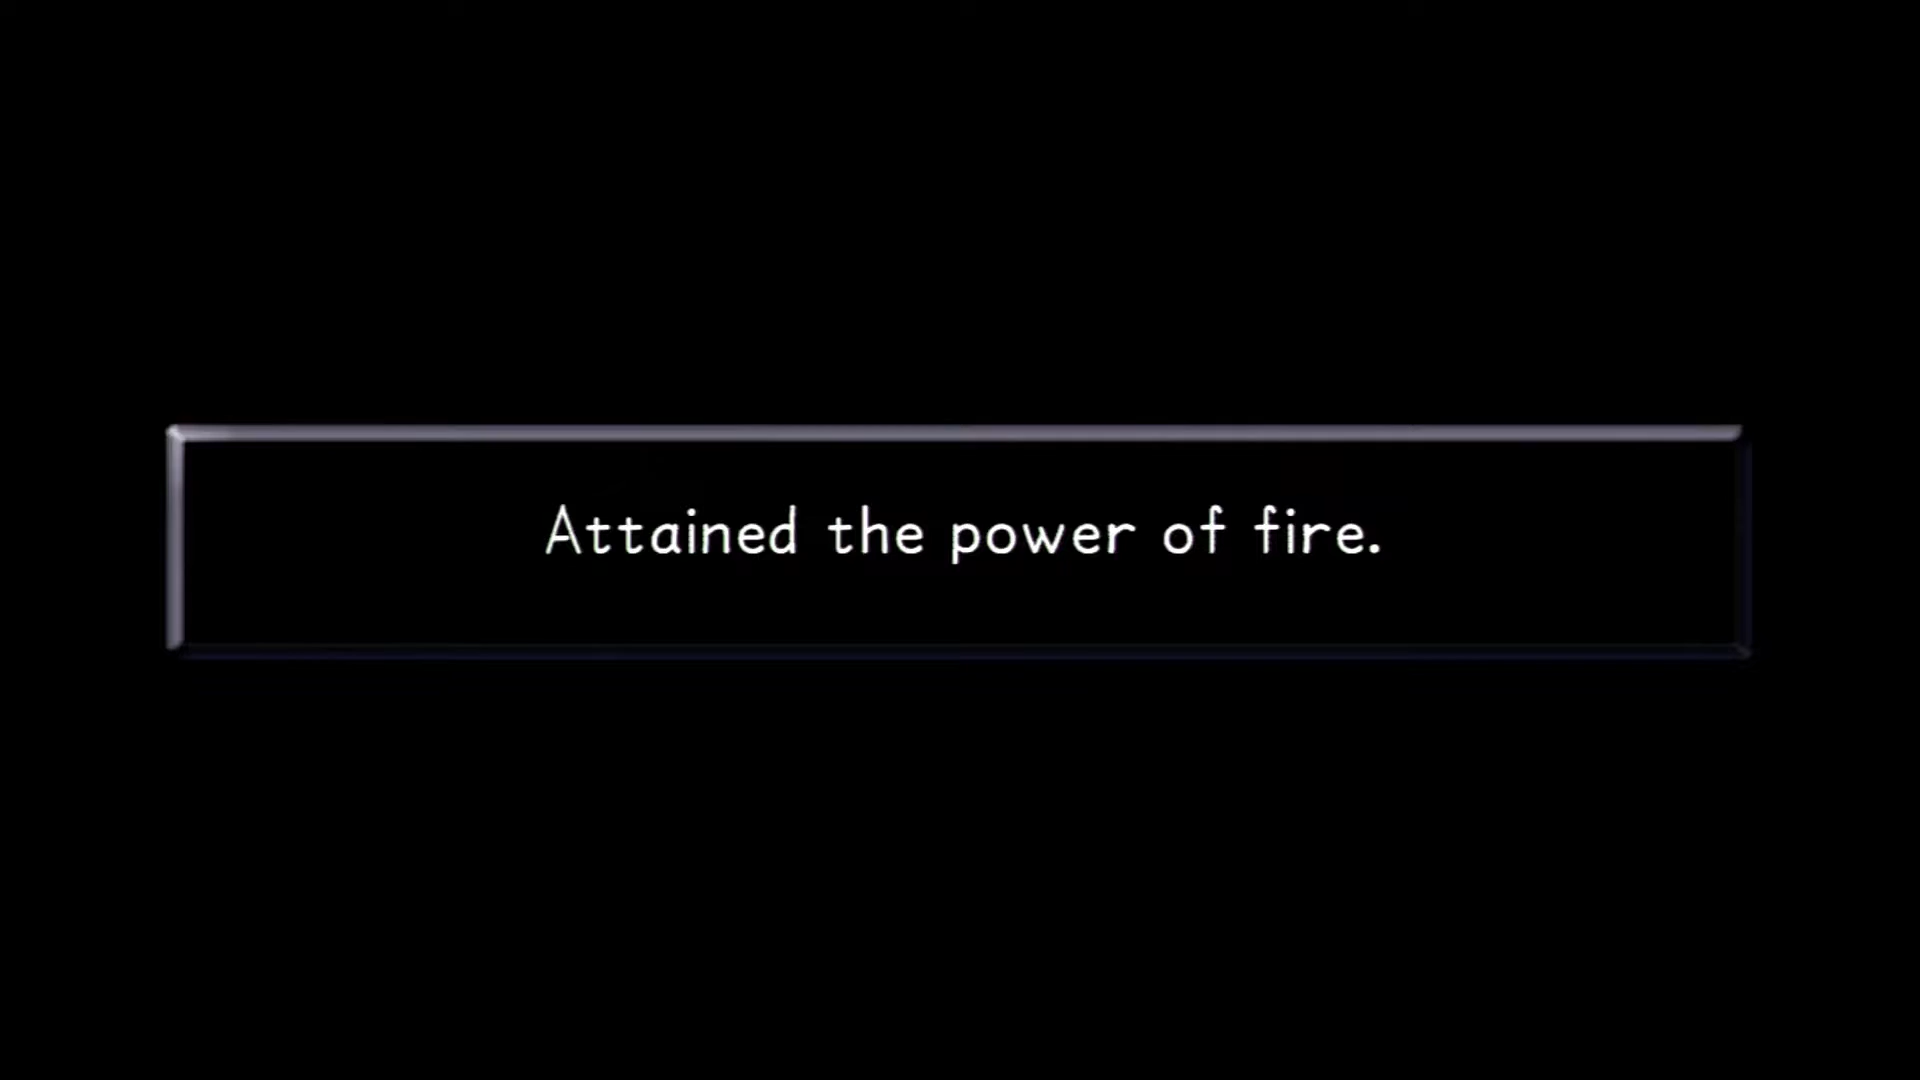 Attained the power of fire.